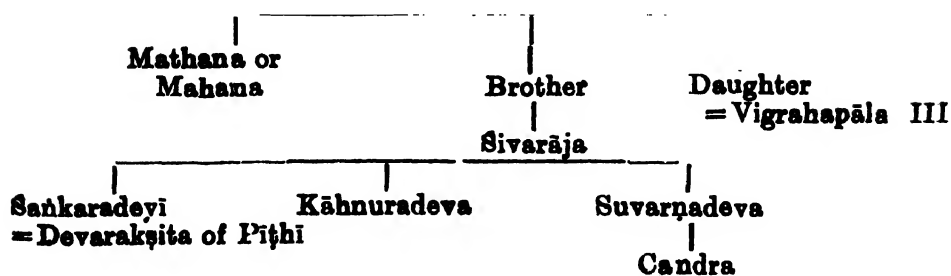 Mathana or
Mahana
Brother
Daughter
= Vigrahapāla III
Śivarāja
Śaṅkaradevī
= Devarakṣita of Pīṭhī
Kāhnuradeva
Suvarṇadeva
Candra